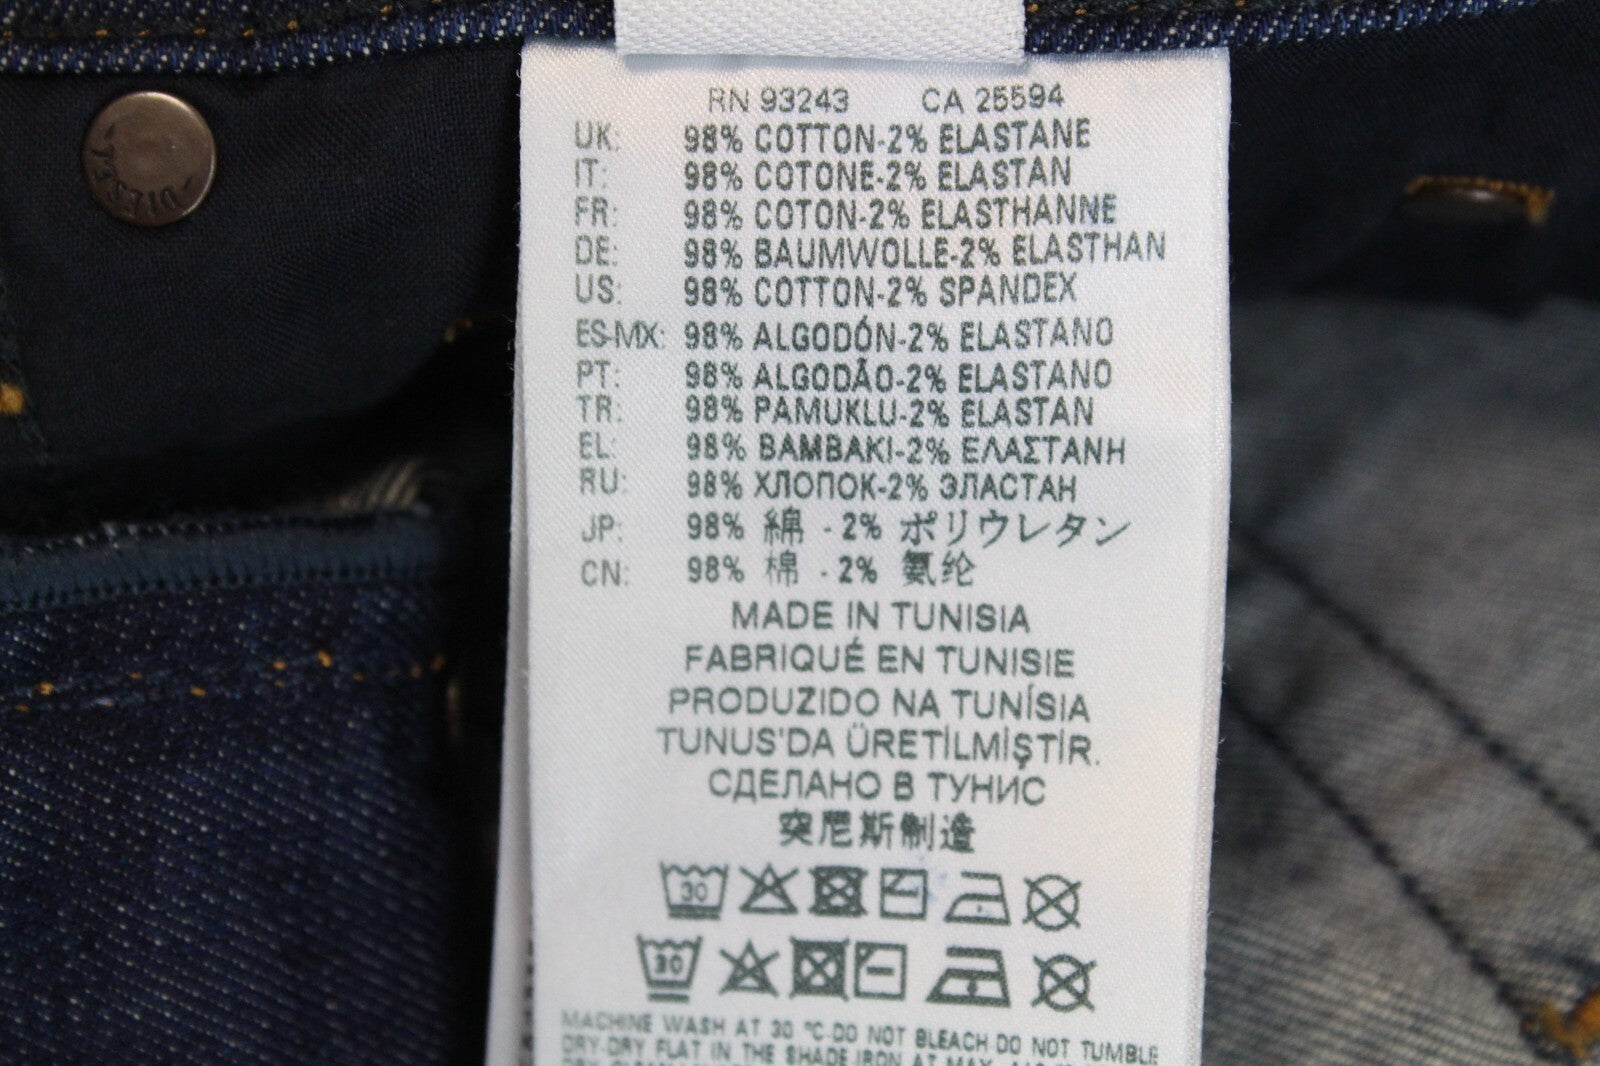 DIESEL
RN 93243 CA 25594
UK: 98% COTTON-2% ELASTANE
IT: 98% COTONE-2% ELASTAN
FR: 98% COTON-2% ELASTHANNE
DE: 98% BAUMWOLLE-2% ELASTHAN
US: 98% COTTON-2% SPANDEX
ES-MX: 98% ALGODÓN-2% ELASTANO
PT: 98% ALGODÃO-2% ELASTANO
TR: 98% PAMUKLU-2% ELASTAN
EL: 98% ΒΑΜΒΑΚΙ-2% ΕΛΑΣΤΑΝΗ
RU: 98% ХЛОПОК-2% ЭЛАСТАН
JP: 98% 綿 - 2% ポリウレタン
CN: 98% 棉 - 2% 氨纶
MADE IN TUNISIA
FABRIQUÉ EN TUNISIE
PRODUZIDO NA TUNÍSIA
TUNUS'DA ÜRETİLMİŞTİR.
СДЕЛАНО В ТУНИС
突尼斯制造
30
30
MACHINE WASH AT 30 °C-DO NOT BLEACH DO NOT TUMBLE
DRY-DRY FLAT IN THE SHADE IRON AT MAX